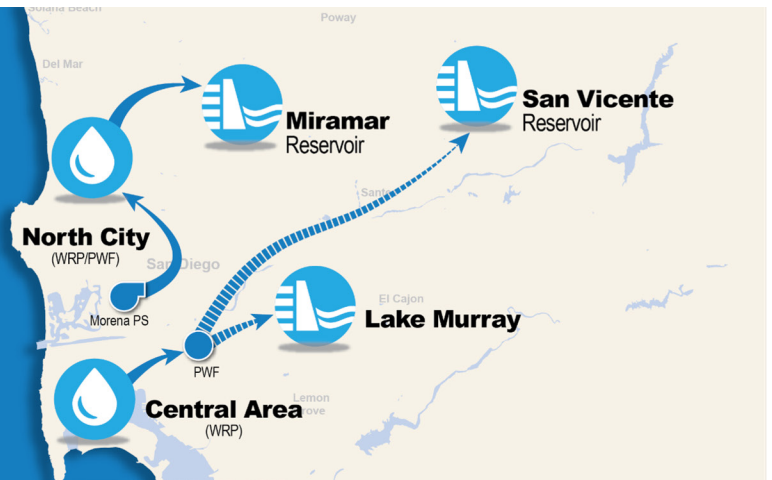 Solana Beach
Poway
Del Mar
San Vicente
Reservoir
Miramar
Reservoir
Santee
North City
(WRP/PWF)
San Diego
El Cajon
Morena PS
Lake Murray
PWF
Lemon
Grove
Central Area
(WRP)